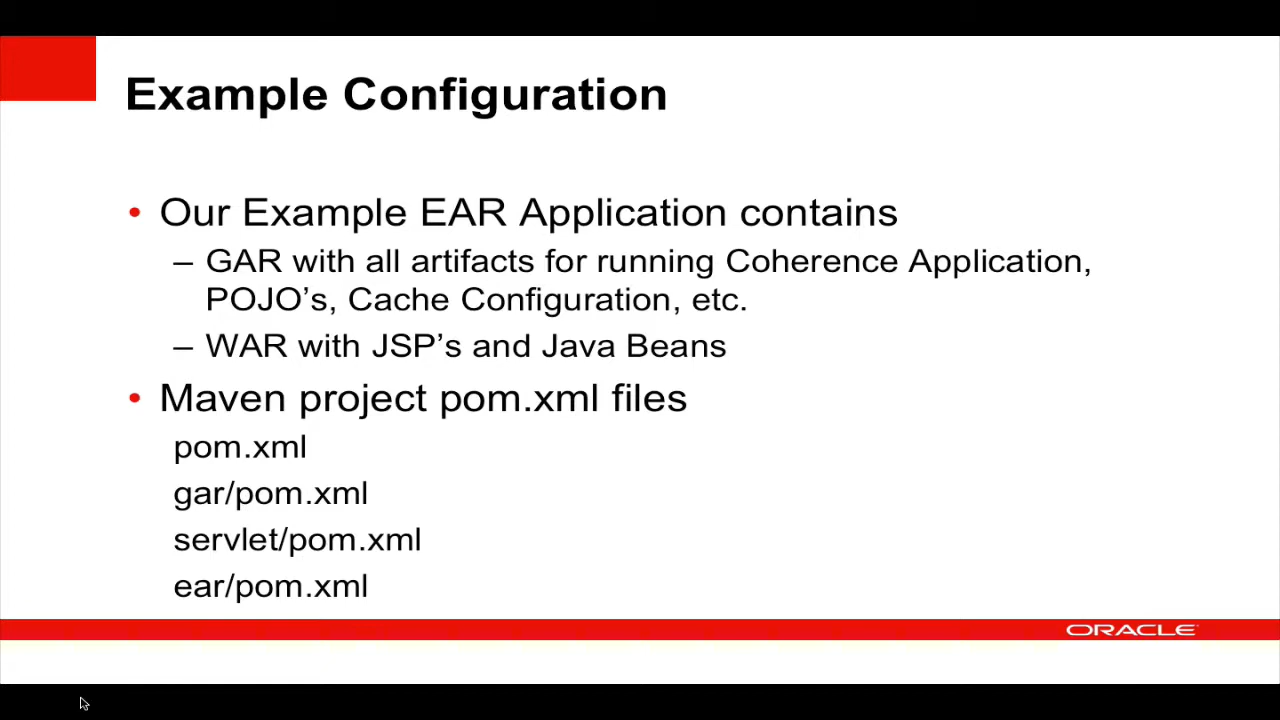 Example Configuration
• Our Example EAR Application contains
– GAR with all artifacts for running Coherence Application,
POJO’s, Cache Configuration, etc.
– WAR with JSP’s and Java Beans
• Maven project pom.xml files
pom.xml
gar/pom.xml
servlet/pom.xml
ear/pom.xml
ORACLE